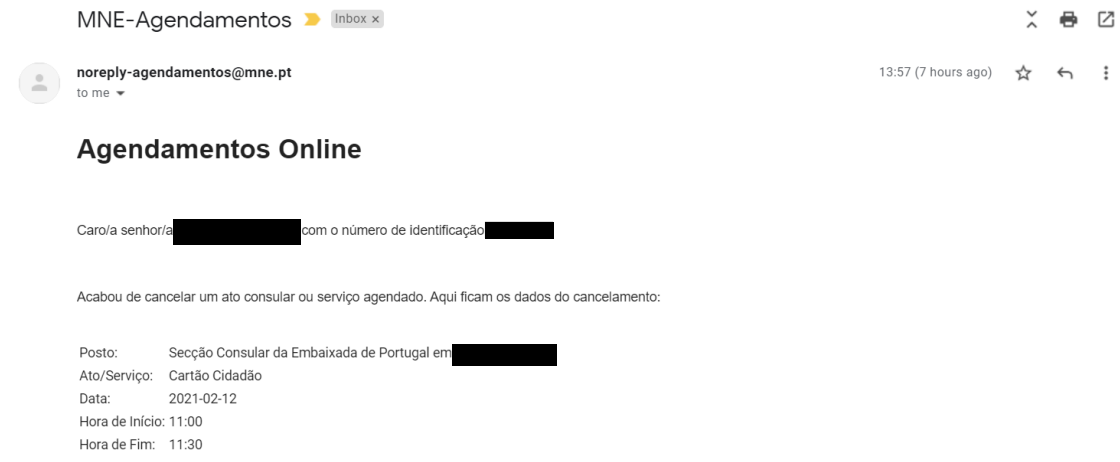 MNE-Agendamentos Inbox ×
noreply-agendamentos@mne.pt 13:57 (7 hours ago)
to me
Agendamentos Online
Caro/a senhor/a com o número de identificação
Acabou de cancelar um ato consular ou serviço agendado. Aqui ficam os dados do cancelamento:
Posto: Secção Consular da Embaixada de Portugal em
Ato/Serviço: Cartão Cidadão
Data: 2021-02-12
Hora de Início: 11:00
Hora de Fim: 11:30